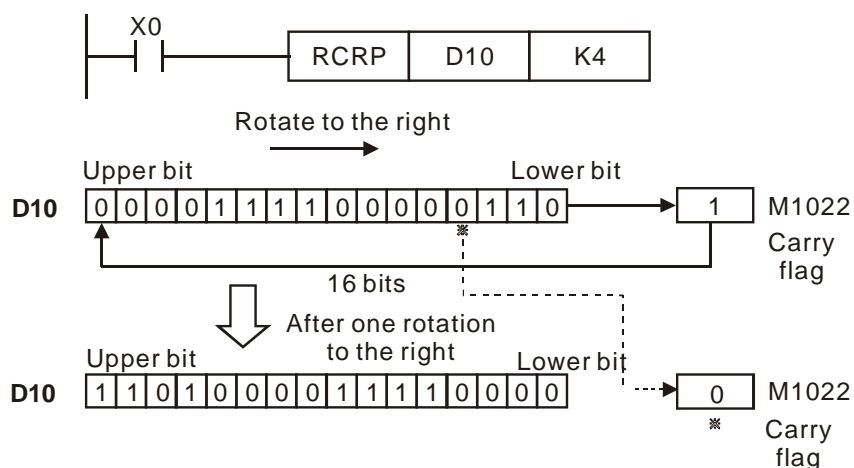 X0
RCRP D10 K4
Rotate to the right
Upper bit Lower bit
D10 0 0 0 0 1 1 1 1 0 0 0 0 0 1 1 0 1 M1022
※
Carry
flag
16 bits
After one rotation
to the right
Upper bit Lower bit
D10 1 1 0 1 0 0 0 0 1 1 1 1 0 0 0 0 0 M1022
※
Carry
flag